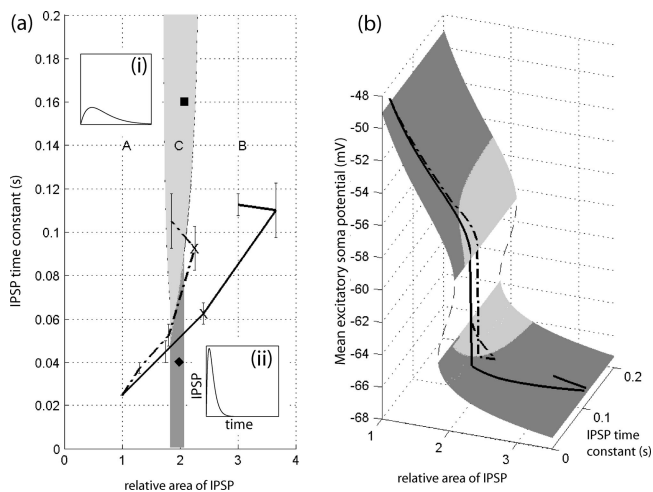 (a)
0.2
0.18
0.16
0.14
0.12
0.1
0.08
0.06
0.04
0.02
0
IPSP time constant (s)
(i)
A
C
B
(ii)
IPSP
time
0
1
2
3
4
relative area of IPSP
(b)
-48
-50
-52
-54
-56
-58
-60
-62
-64
-66
-68
Mean excitatory soma potential (mV)
1
2
3
relative area of IPSP
0
0.1
0.2
IPSP time
constant (s)